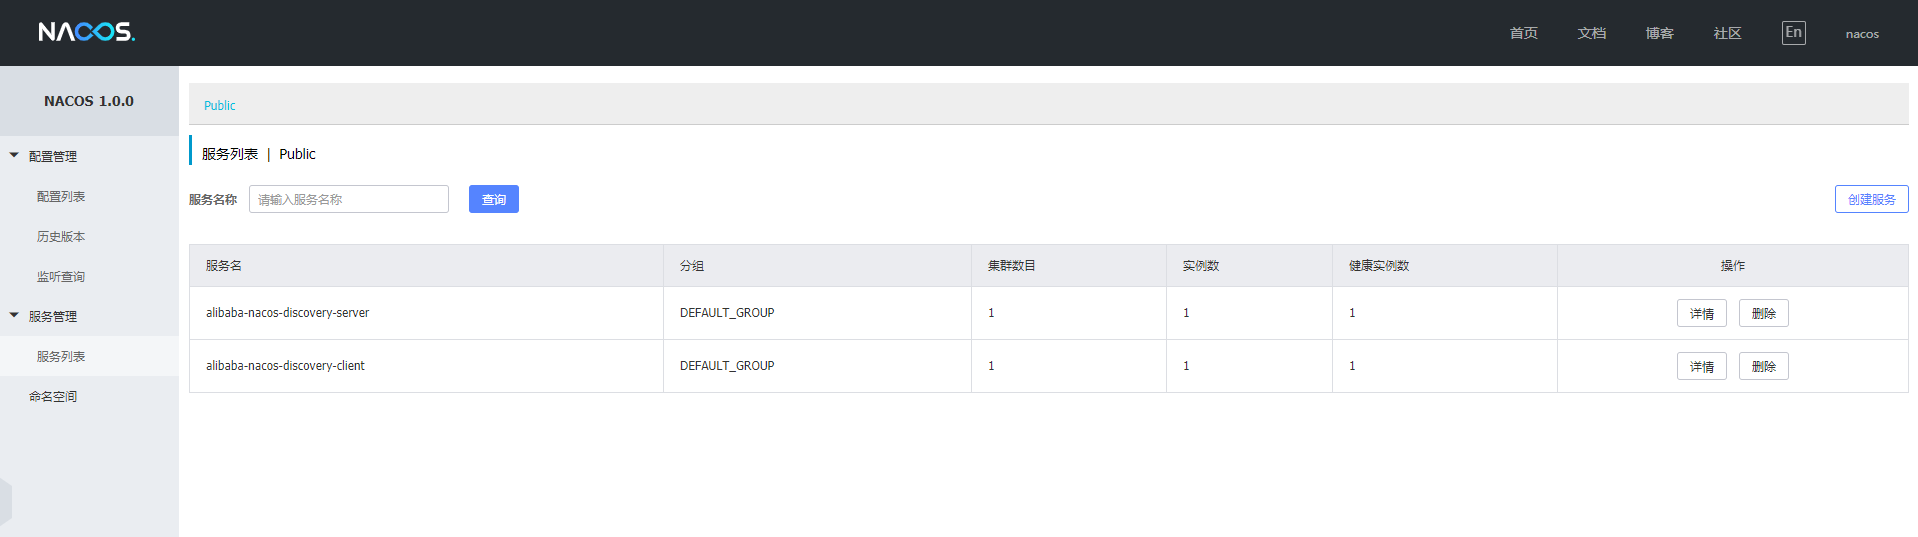 NACOS.
首页 文档 博客 社区 En nacos
NACOS 1.0.0
配置管理
配置列表
历史版本
监听查询
服务管理
服务列表
命名空间
Public
服务列表 | Public
服务名称 请输入服务名称 查询 创建服务
服务名 分组 集群数目 实例数 健康实例数 操作
alibaba-nacos-discovery-server DEFAULT_GROUP 1 1 1 详情 删除
alibaba-nacos-discovery-client DEFAULT_GROUP 1 1 1 详情 删除